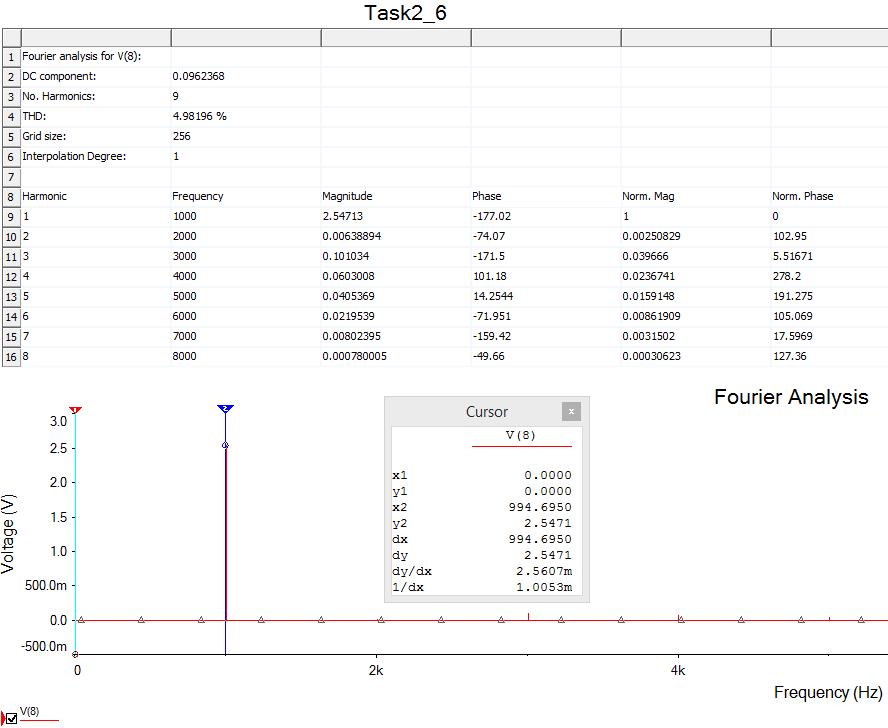 Task2_6
1 Fourier analysis for V(8):
2 DC component: 0.0962368
3 No. Harmonics: 9
4 THD: 4.98196 %
5 Grid size: 256
6 Interpolation Degree: 1
7
8 Harmonic Frequency Magnitude Phase Norm. Mag Norm. Phase
9 1 1000 2.54713 -177.02 1 0
10 2 2000 0.00638894 -74.07 0.00250829 102.95
11 3 3000 0.101034 -171.5 0.039666 5.51671
12 4 4000 0.0603008 101.18 0.0236741 278.2
13 5 5000 0.0405369 14.2544 0.0159148 191.275
14 6 6000 0.0219539 -71.951 0.00861909 105.069
15 7 7000 0.00802395 -159.42 0.0031502 17.5969
16 8 8000 0.000780005 -49.66 0.00030623 127.36
Fourier Analysis
Cursor x
V(8)
x1 0.0000
y1 0.0000
x2 994.6950
y2 2.5471
dx 994.6950
dy 2.5471
dy/dx 2.5607m
1/dx 1.0053m
1
2
3.0
2.5
2.0
1.5
1.0
500.0m
0.0
-500.0m
Voltage (V)
0 2k 4k
Frequency (Hz)
V(8)